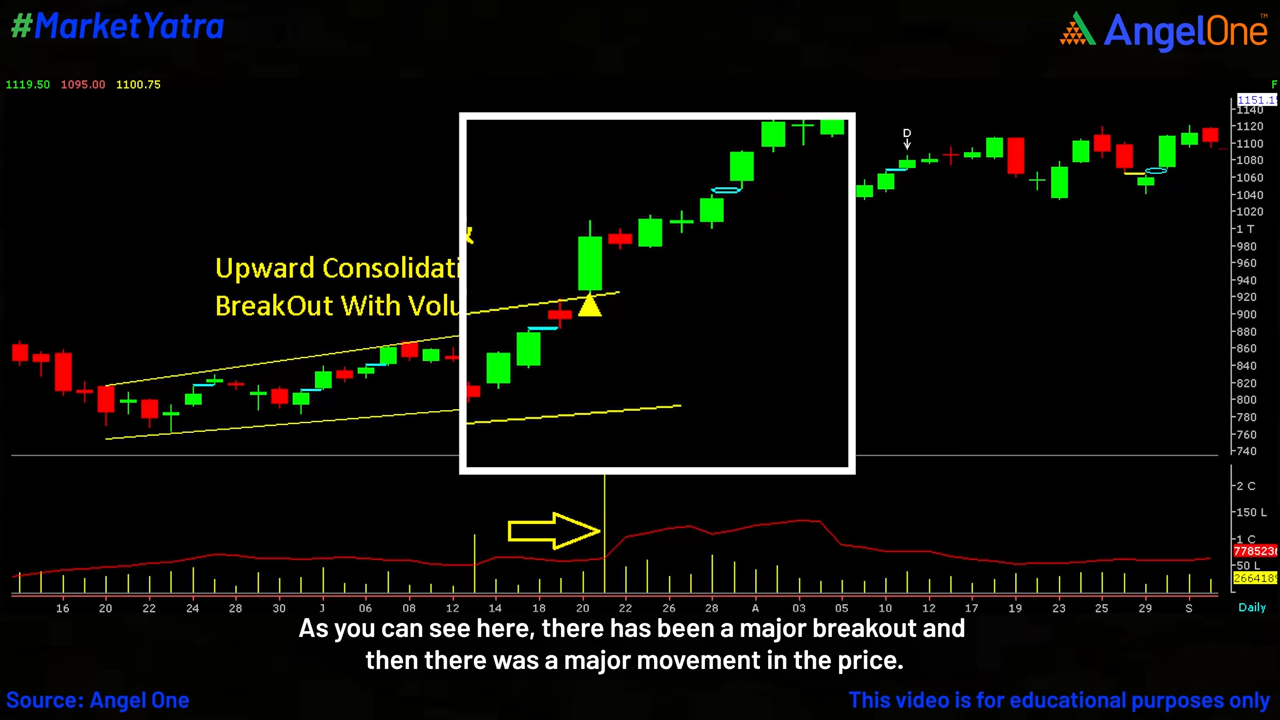 #MarketYatra
AngelOne™
1119.50 1095.00 1100.75
F
1140
1120
1100
1080
1060
1040
1020
1 T
980
960
940
920
900
880
860
840
820
800
780
760
740
D
Upward Consolidati
BreakOut With Volu
2 C
150 L
1 C
50 L
16 20 22 24 28 30 J 06 08 12 14 18 20 22 26 28 A 03 05 10 12 17 19 23 25 29 S
Daily
As you can see here, there has been a major breakout and
then there was a major movement in the price.
Source: Angel One
This video is for educational purposes only